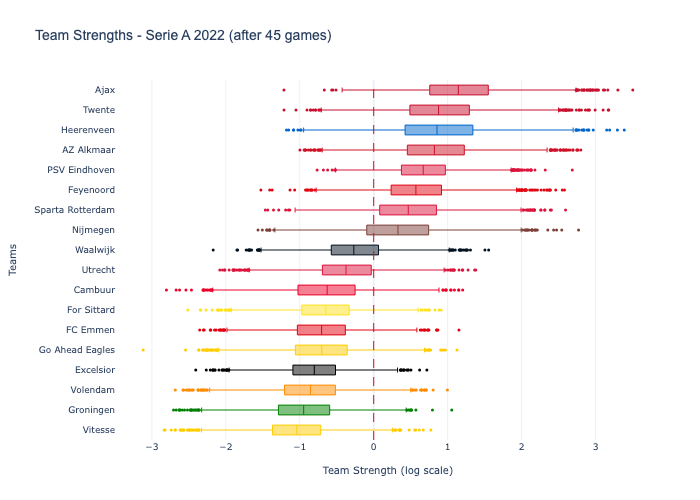 Team Strengths - Serie A 2022 (after 45 games)
Ajax
Twente
Heerenveen
AZ Alkmaar
PSV Eindhoven
Feyenoord
Sparta Rotterdam
Nijmegen
Waalwijk
Utrecht
Cambuur
For Sittard
FC Emmen
Go Ahead Eagles
Excelsior
Volendam
Groningen
Vitesse
Teams
−3 −2 −1 0 1 2 3
Team Strength (log scale)